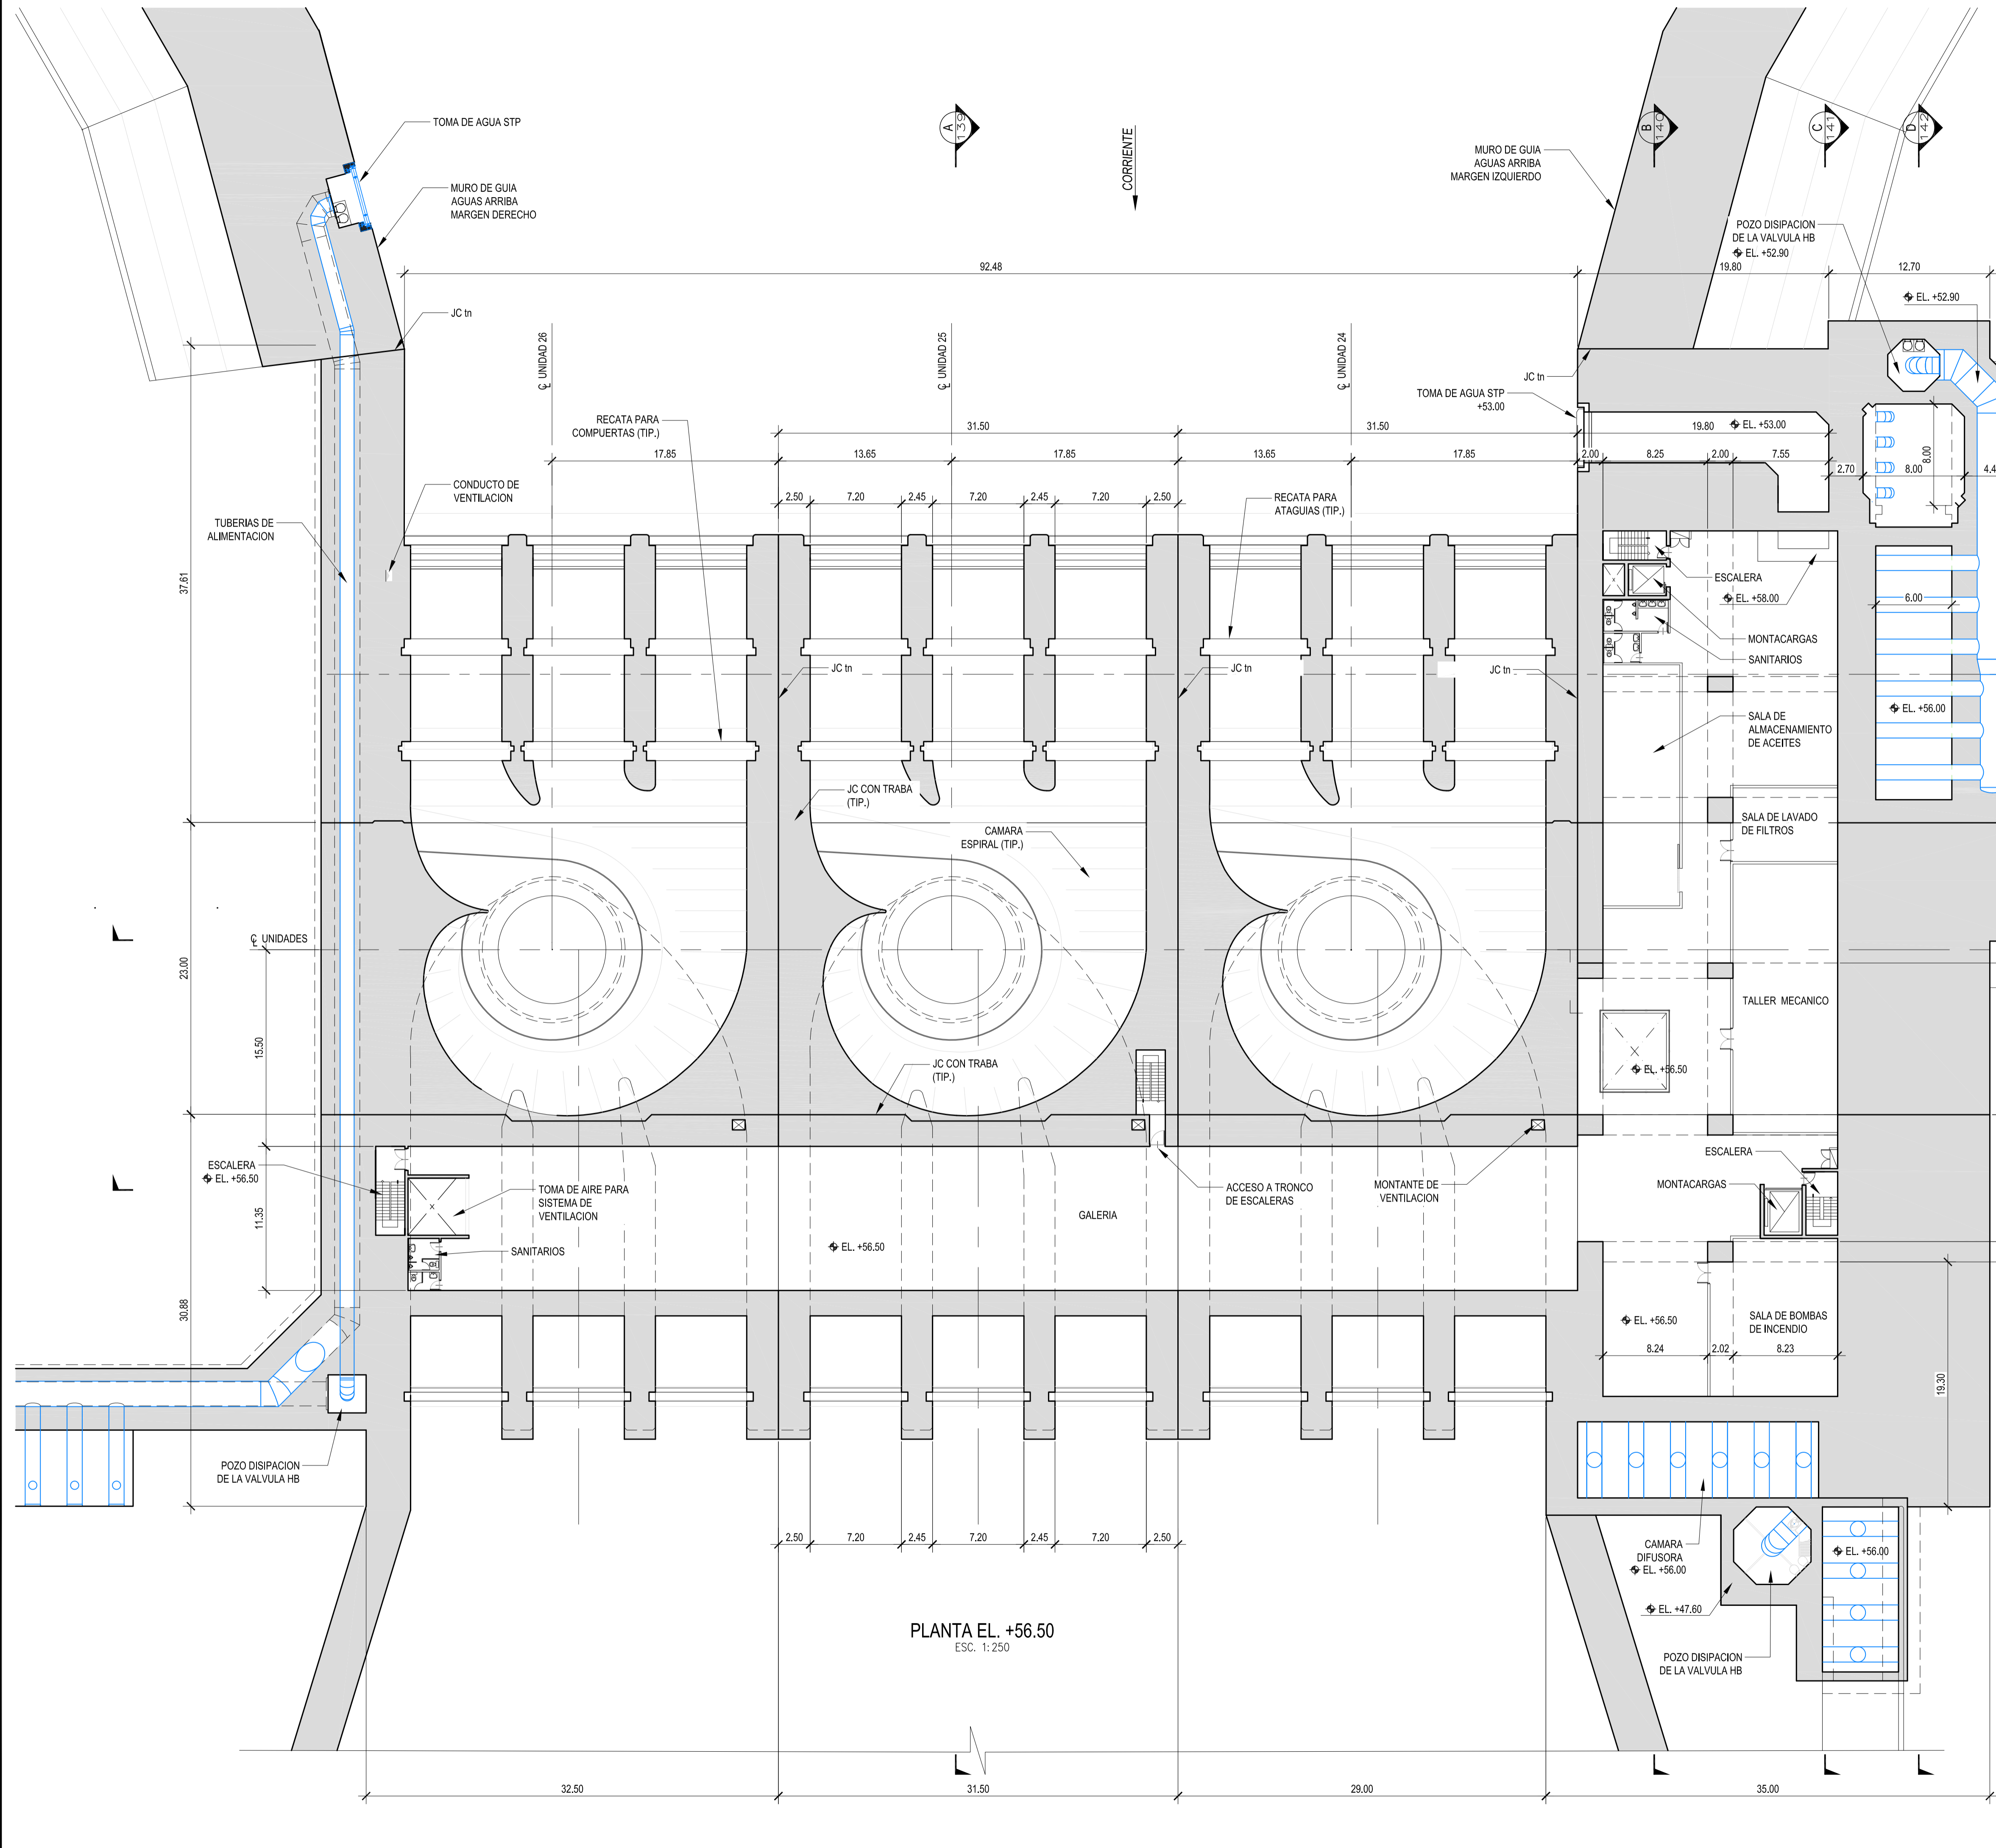 TOMA DE AGUA STP
MURO DE GUIA
AGUAS ARRIBA
MARGEN DERECHO
A
139
CORRIENTE
B
140
C
141
D
142
MURO DE GUIA
AGUAS ARRIBA
MARGEN IZQUIERDO
POZO DISIPACION
DE LA VALVULA HB
EL. +52.90
92.48
19.80
12.70
EL. +52.90
JC tn
℄ UNIDAD 26
℄ UNIDAD 25
℄ UNIDAD 24
JC tn
TOMA DE AGUA STP
+53.00
RECATA PARA
COMPUERTAS (TIP.)
31.50
31.50
19.80
EL. +53.00
17.85
13.65
17.85
13.65
17.85
2.00
8.25
2.00
7.55
2.70
8.00
8.00
4.4
CONDUCTO DE
VENTILACION
2.50
7.20
2.45
7.20
2.45
7.20
2.50
RECATA PARA
ATAGUIAS (TIP.)
TUBERIAS DE
ALIMENTACION
37.61
ESCALERA
EL. +58.00
6.00
MONTACARGAS
SANITARIOS
JC tn
JC tn
JC tn
EL. +56.00
SALA DE
ALMACENAMIENTO
DE ACEITES
JC CON TRABA
(TIP.)
CAMARA
ESPIRAL (TIP.)
SALA DE LAVADO
DE FILTROS
℄ UNIDADES
23.00
TALLER MECANICO
15.50
JC CON TRABA
(TIP.)
EL. +56.50
ESCALERA
EL. +56.50
ESCALERA
MONTACARGAS
TOMA DE AIRE PARA
SISTEMA DE
VENTILACION
ACCESO A TRONCO
DE ESCALERAS
MONTANTE DE
VENTILACION
11.35
GALERIA
SANITARIOS
EL. +56.50
30.88
EL. +56.50
SALA DE BOMBAS
DE INCENDIO
8.24
2.02
8.23
19.30
POZO DISIPACION
DE LA VALVULA HB
2.50
7.20
2.45
7.20
2.45
7.20
2.50
CAMARA
DIFUSORA
EL. +56.00
EL. +56.00
EL. +47.60
PLANTA EL. +56.50
ESC. 1:250
POZO DISIPACION
DE LA VALVULA HB
32.50
31.50
29.00
35.00